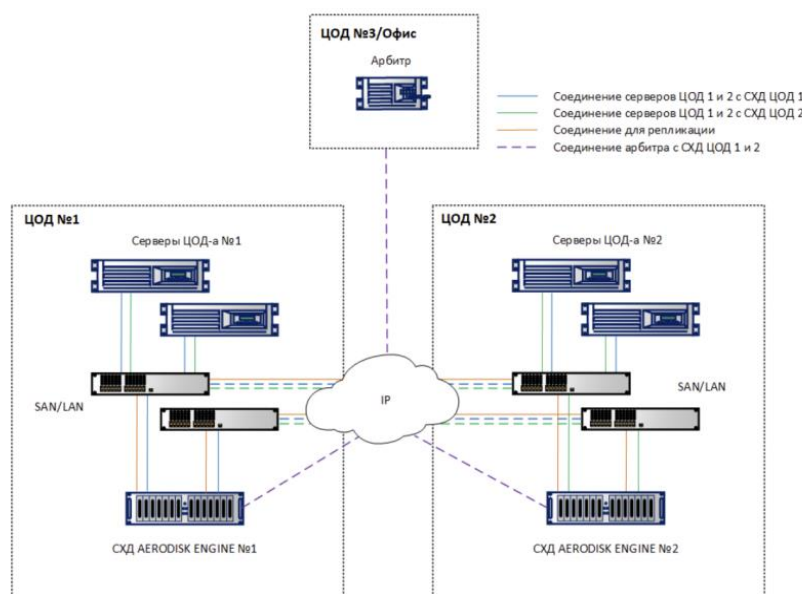 ЦОД №3/Офис
Арбитр
Соединение серверов ЦОД 1 и 2 с СХД ЦОД 1
Соединение серверов ЦОД 1 и 2 с СХД ЦОД 2
Соединение для репликации
Соединение арбитра с СХД ЦОД 1 и 2
ЦОД №1
Серверы ЦОД-а №1
SAN/LAN
СХД AERODISK ENGINE №1
IP
ЦОД №2
Серверы ЦОД-а №2
SAN/LAN
СХД AERODISK ENGINE №2